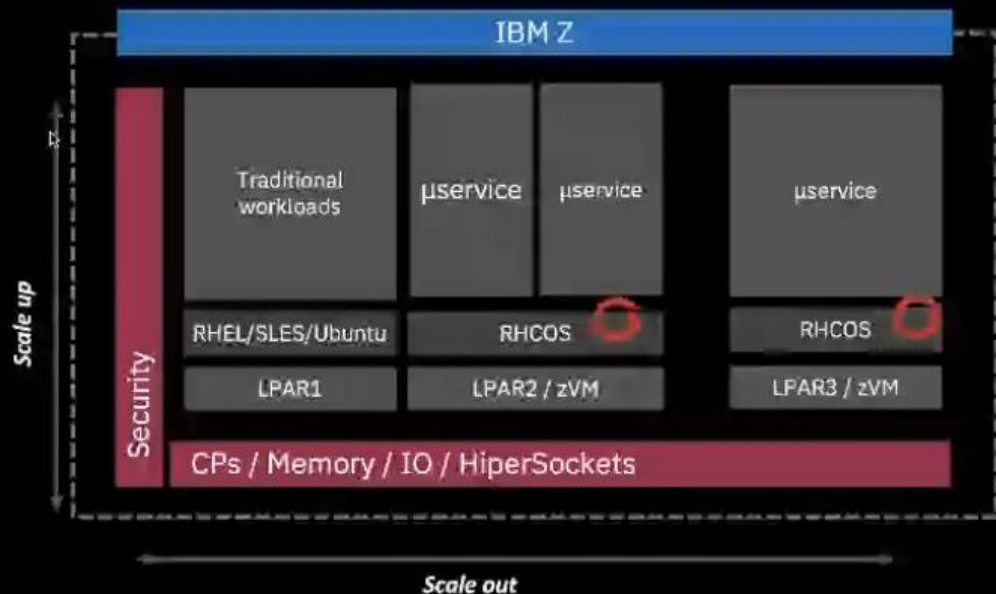 IBM Z
Traditional
workloads
μservice
μservice
μservice
RHEL/SLES/Ubuntu
RHCOS
RHCOS
LPAR1
LPAR2 / zVM
LPAR3 / zVM
Security
CPs / Memory / IO / HiperSockets
Scale up
Scale out